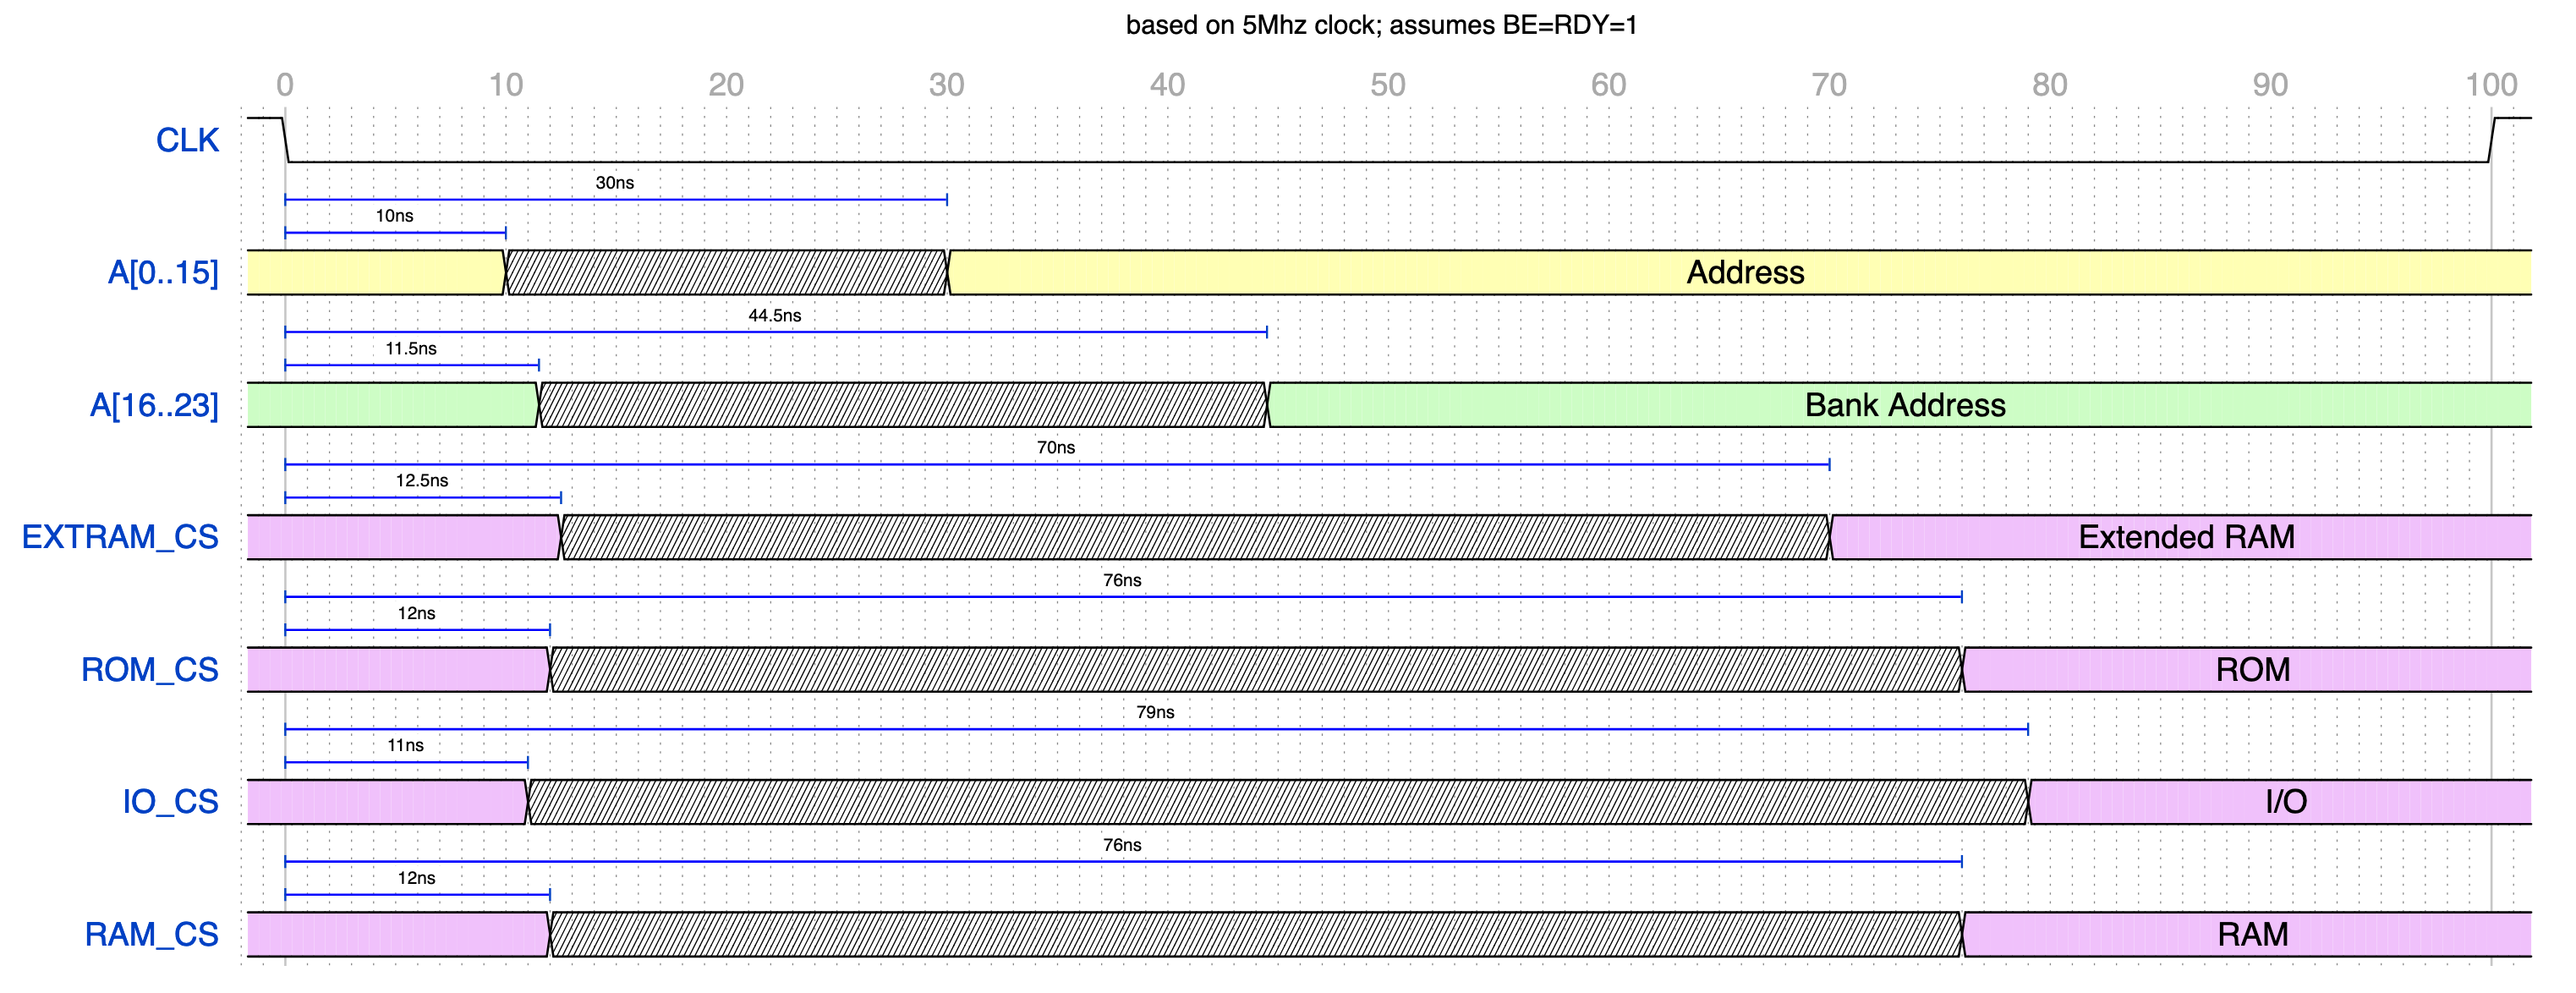 based on 5Mhz clock; assumes BE=RDY=1
0 10 20 30 40 50 60 70 80 90 100
CLK
30ns
10ns
A[0..15] Address
44.5ns
11.5ns
A[16..23] Bank Address
70ns
12.5ns
EXTRAM_CS Extended RAM
76ns
12ns
ROM_CS ROM
79ns
11ns
IO_CS I/O
76ns
12ns
RAM_CS RAM